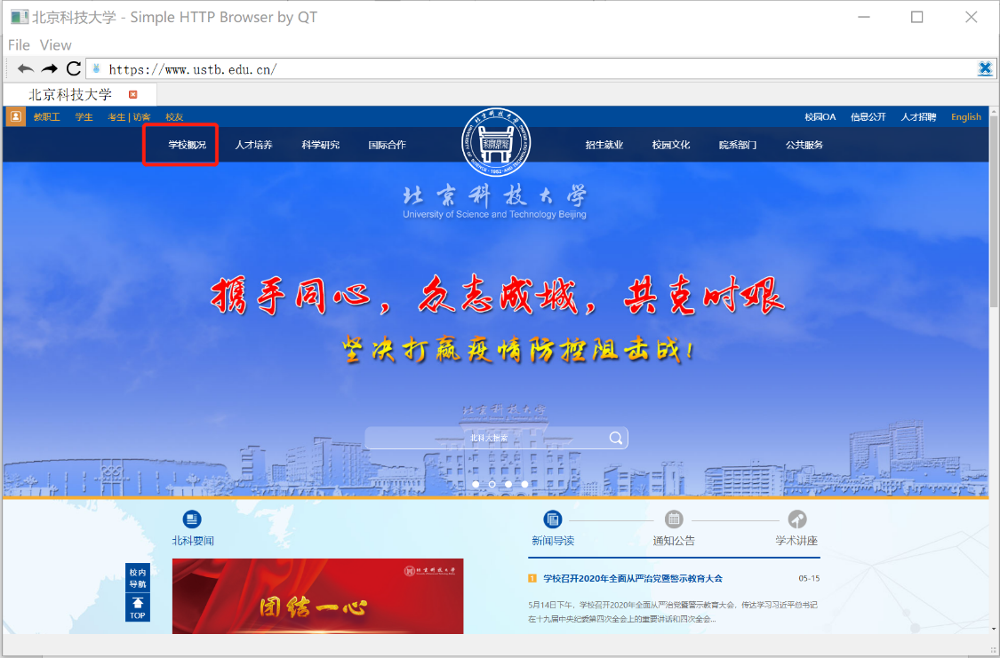 北京科技大学 - Simple HTTP Browser by QT
File View
https://www.ustb.edu.cn/
北京科技大学
教职工 学生 考生 | 访客 校友 校园OA 信息公开 人才招聘 English
学校概况 人才培养 科学研究 国际合作 招生就业 校园文化 院系部门 公共服务
北京科技大学
University of Science and Technology Beijing
携手同心，众志成城，共克时艰
坚决打赢疫情防控阻击战！
北京科技大学
北科大搜索
北科要闻 新闻导读 通知公告 学术讲座
校内
导航
TOP
北京科技大学
团结一心
1 学校召开2020年全面从严治党暨警示教育大会 05-15
5月14日下午，学校召开2020年全面从严治党暨警示教育大会，传达学习习近平总书记
在十九届中央纪委第四次全会上的重要讲话和四次全会...